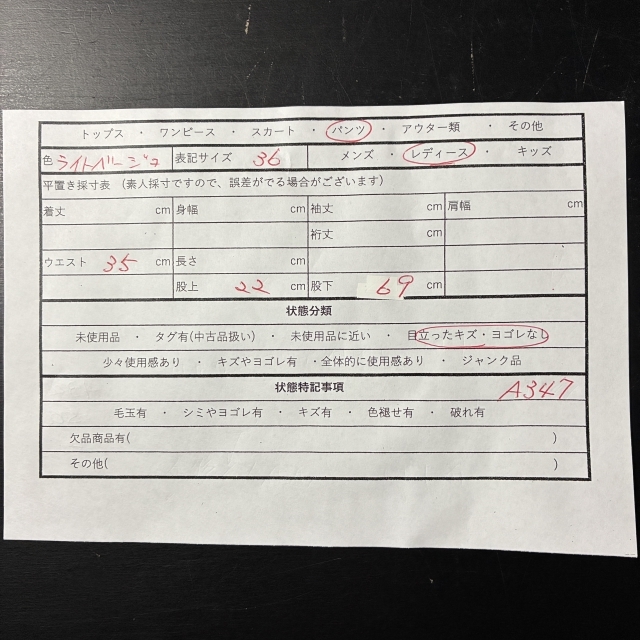 トップス ・ ワンピース ・ スカート ・ パンツ ・ アウター類 ・ その他
色 ライトベージュ 表記サイズ 36 メンズ ・ レディース ・ キッズ
平置き採寸表 （素人採寸ですので、誤差がでる場合がございます）
着丈 cm 身幅 cm 袖丈 cm 肩幅 cm
裄丈 cm
ウエスト 35 cm 長さ cm
股上 22 cm 股下 69 cm
状態分類
未使用品 ・ タグ有(中古品扱い) ・ 未使用品に近い ・ 目立ったキズ・ヨゴレなし
少々使用感あり ・ キズやヨゴレ有 ・全体的に使用感あり ・ ジャンク品
状態特記事項 A347
毛玉有 ・ シミやヨゴレ有 ・ キズ有 ・ 色褪せ有 ・ 破れ有
欠品商品有( )
その他( )